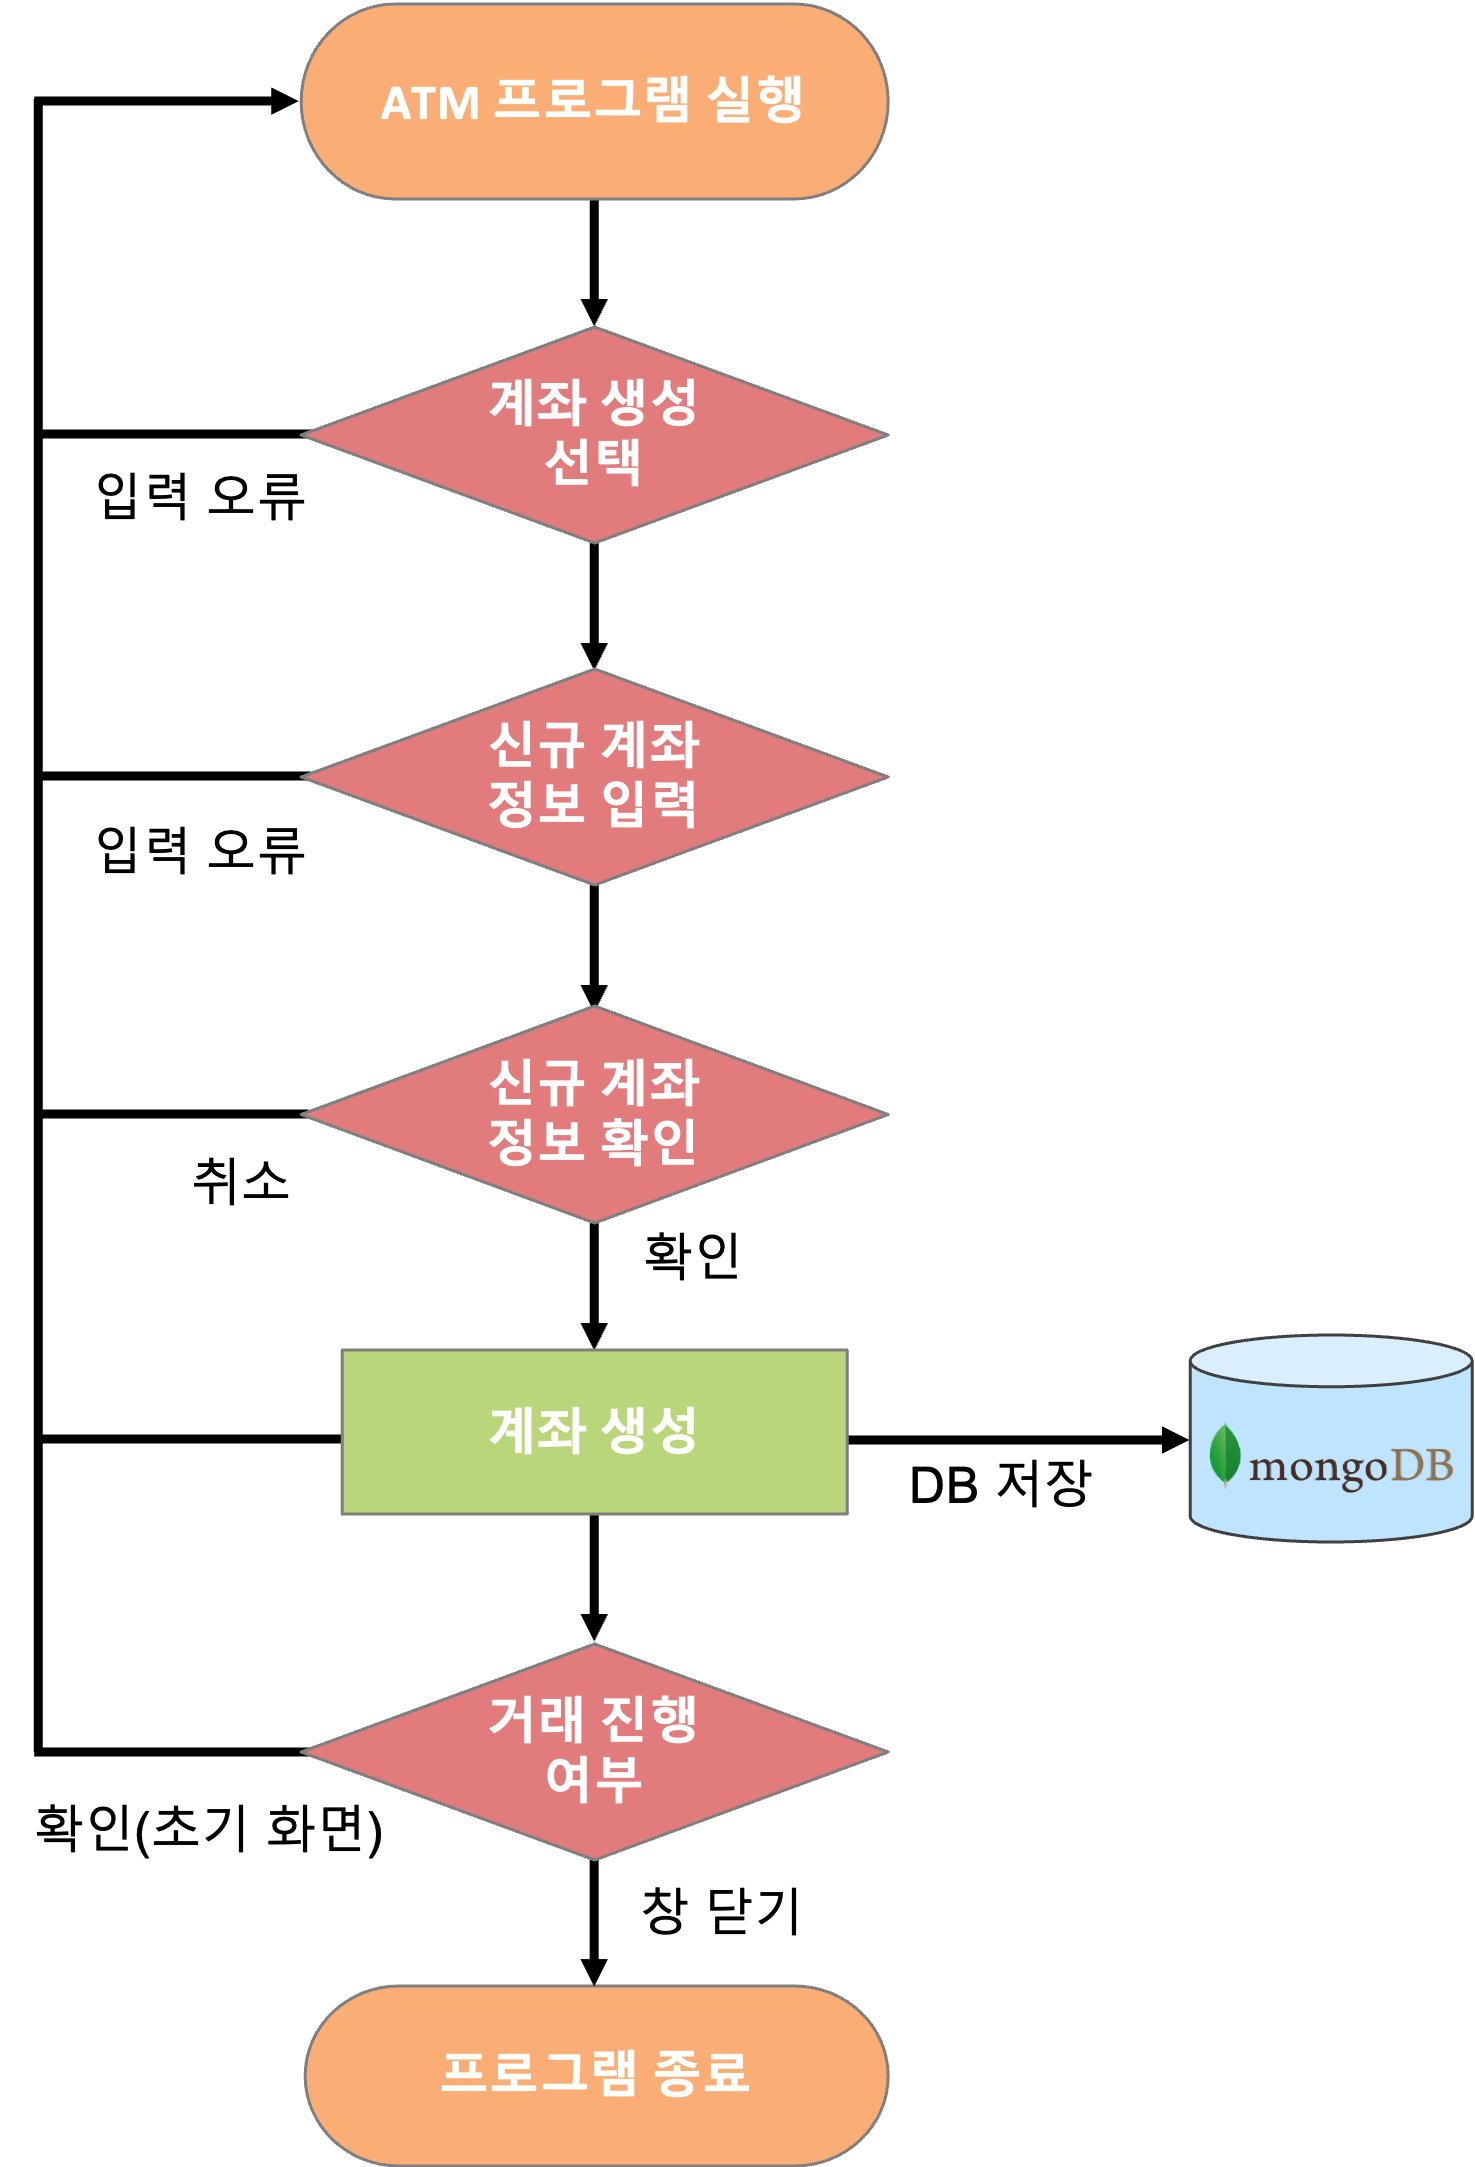 ATM 프로그램 실행
계좌 생성
선택
입력 오류
신규 계좌
정보 입력
입력 오류
신규 계좌
정보 확인
취소
확인
계좌 생성
DB 저장
mongoDB
거래 진행
여부
확인(초기 화면)
창 닫기
프로그램 종료